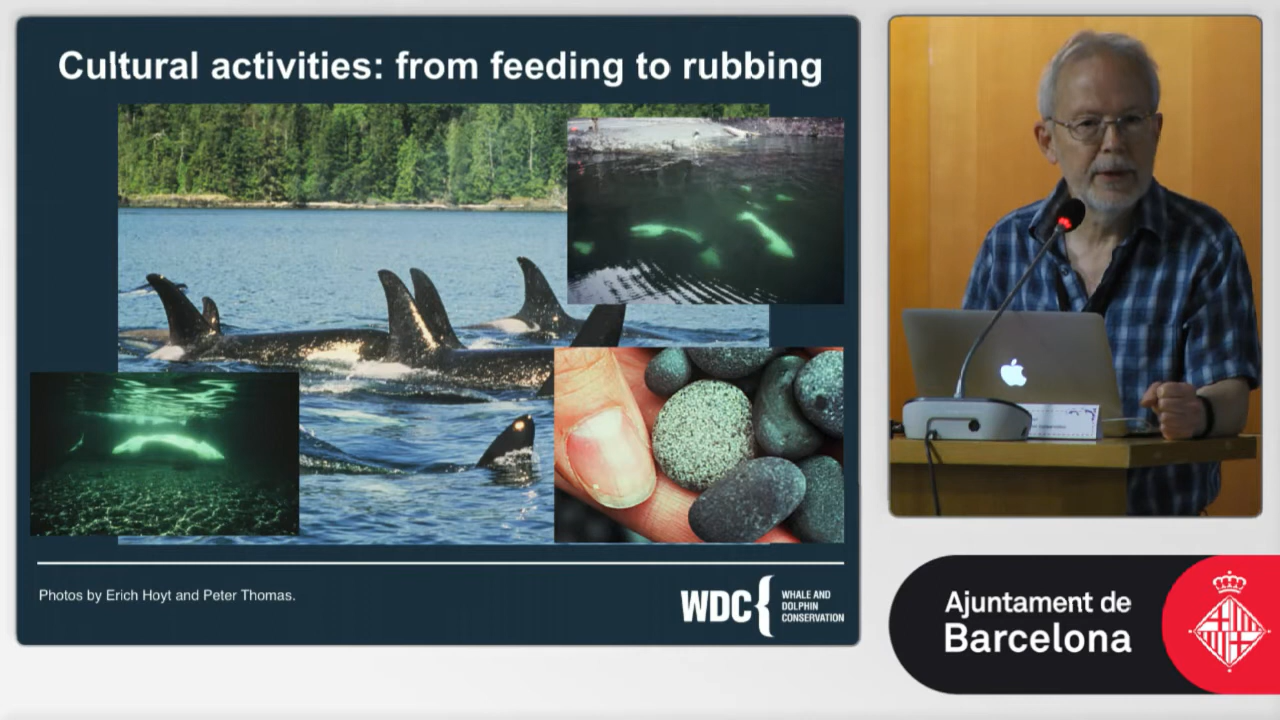 Cultural activities: from feeding to rubbing
Photos by Erich Hoyt and Peter Thomas.
WDC
WHALE AND
DOLPHIN
CONSERVATION
Ajuntament de
Barcelona